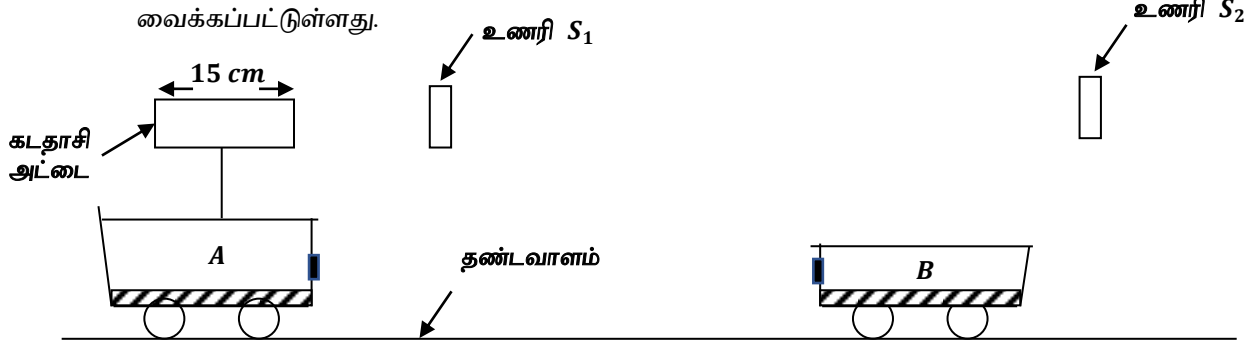 வைக்கப்பட்டுள்ளது.
உணரி S₁
உணரி S₂
15 cm
கடதாசி
அட்டை
A
தண்டவாளம்
B